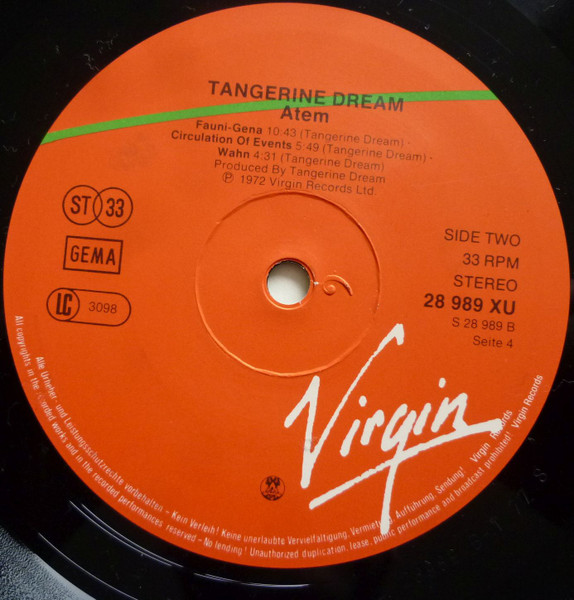 TANGERINE DREAM
Atem
Fauni-Gena 10:43 (Tangerine Dream) -
Circulation Of Events 5:49 (Tangerine Dream) -
Wahn 4:31 (Tangerine Dream)
Produced By Tangerine Dream
℗ 1972 Virgin Records Ltd.
ST 33
GEMA
LC 3098
SIDE TWO
33 RPM
STEREO
28 989 XU
S 28 989 B
Seite 4
Virgin
Alle Urheber- und Leistungsschutzrechte vorbehalten - Kein Verleih! Keine unerlaubte Vervielfältigung, Vermietung, Aufführung, Sendung! Virgin Records
All copyrights in the recorded works and in the recorded performances reserved - No lending! Unauthorized duplication, lease, public performance and broadcast prohibited! Virgin Records